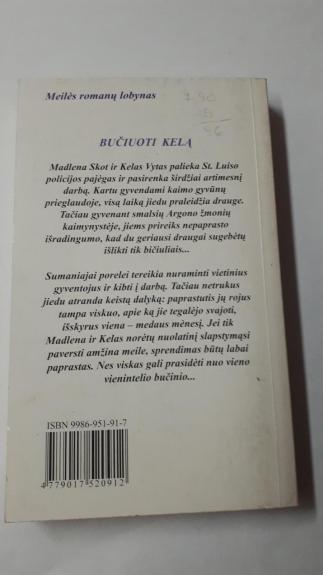 Meilės romanų lobynas
BUČIUOTI KELĄ
Madlena Skot ir Kelas Vytas palieka St. Luiso
policijos pajėgas ir pasirenka širdžiai artimesnį
darbą. Kartu gyvendami kaimo gyvūnų
prieglaudoje, visą laiką jiedu praleidžia drauge.
Tačiau gyvenant smalsių Argono žmonių
kaimynystėje, jiems prireiks nepaprasto
išradingumo, kad du geriausi draugai sugebėtų
išlikti tik bičiuliais...
Sumaniajai porelei tereikia nuraminti vietinius
gyventojus ir kibti į darbą. Tačiau netrukus
jiedu atranda keistą dalyką: paprastutis jų rojus
tampa viskuo, apie ką jie tegalėjo svajoti,
išskyrus viena – medaus mėnesį. Jei tik
Madlena ir Kelas norėtų nuolatinį slapstymąsi
paversti amžina meile, sprendimas būtų labai
paprastas. Nes viskas gali prasidėti nuo vieno
vienintelio bučinio...
ISBN 9986-951-91-7
4 779017 520912